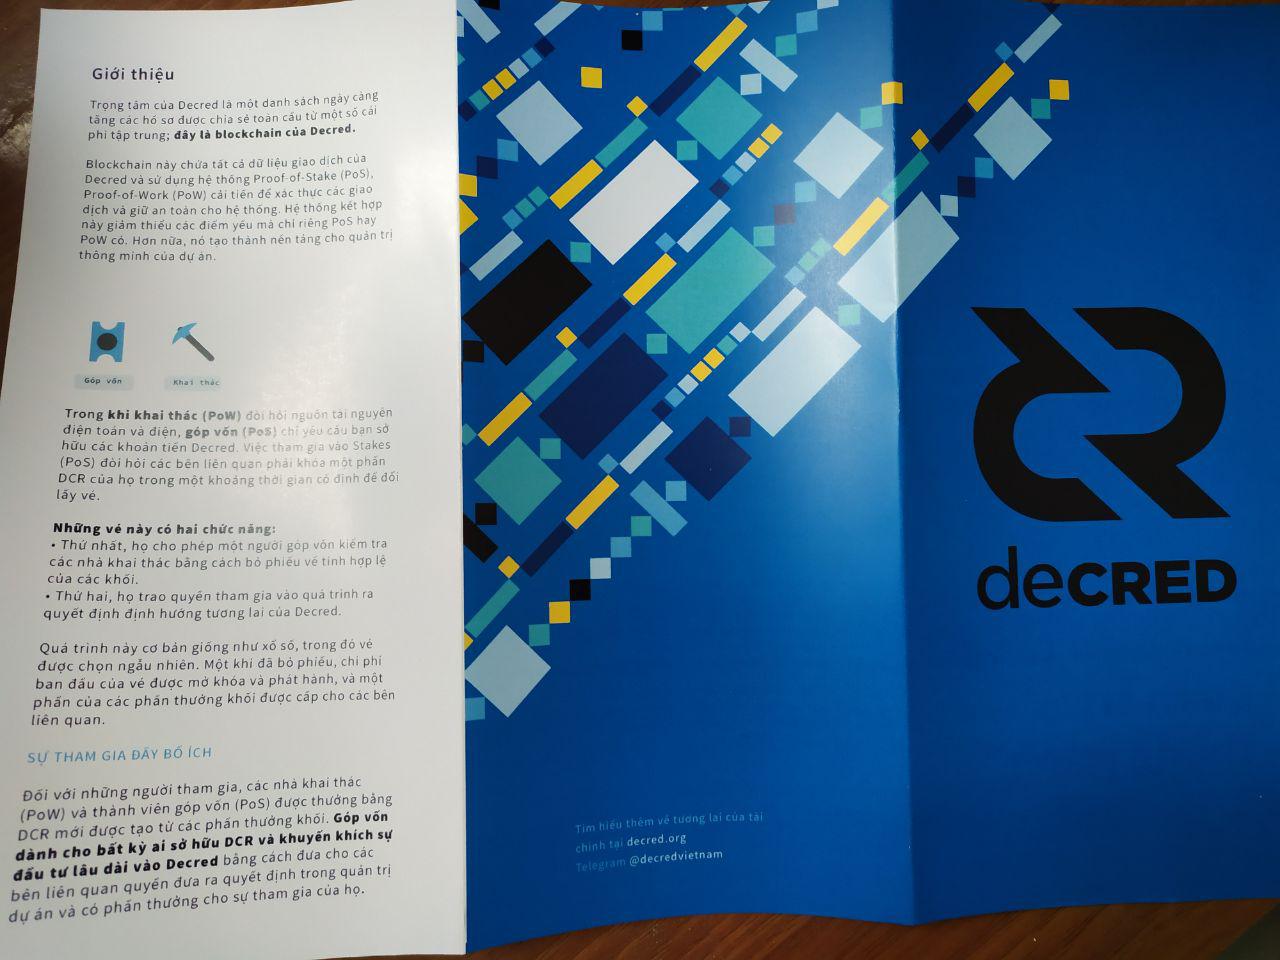 Giới thiệu
Trọng tâm của Decred là một danh sách ngày càng
tăng các hồ sơ được chia sẻ toàn cầu từ một số cái
phi tập trung; đây là blockchain của Decred.
Blockchain này chứa tất cả dữ liệu giao dịch của
Decred và sử dụng hệ thống Proof-of-Stake (PoS),
Proof-of-Work (PoW) cải tiến để xác thực các giao
dịch và giữ an toàn cho hệ thống. Hệ thống kết hợp
này giảm thiểu các điểm yếu mà chỉ riêng PoS hay
PoW có. Hơn nữa, nó tạo thành nền tảng cho quản trị
thông minh của dự án.
Góp vốn
Khai thác
Trong khi khai thác (PoW) đòi hỏi nguồn tài nguyên
điện toán và điện, góp vốn (PoS) chỉ yêu cầu bạn sở
hữu các khoản tiền Decred. Việc tham gia vào Stakes
(PoS) đòi hỏi các bên liên quan phải khóa một phần
DCR của họ trong một khoảng thời gian cố định để đổi
lấy vé.
Những vé này có hai chức năng:
• Thứ nhất, họ cho phép một người góp vốn kiểm tra
các nhà khai thác bằng cách bỏ phiếu về tính hợp lệ
của các khối.
• Thứ hai, họ trao quyền tham gia vào quá trình ra
quyết định định hướng tương lai của Decred.
Quá trình này cơ bản giống như xổ số, trong đó vé
được chọn ngẫu nhiên. Một khi đã bỏ phiếu, chi phí
ban đầu của vé được mở khóa và phát hành, và một
phần của các phần thưởng khối được cấp cho các bên
liên quan.
SỰ THAM GIA ĐẦY BỔ ÍCH
Đối với những người tham gia, các nhà khai thác
(PoW) và thành viên góp vốn (PoS) được thưởng bằng
DCR mới được tạo từ các phần thưởng khối. Góp vốn
dành cho bất kỳ ai sở hữu DCR và khuyến khích sự
đầu tư lâu dài vào Decred bằng cách đưa cho các
bên liên quan quyền đưa ra quyết định trong quản trị
dự án và có phần thưởng cho sự tham gia của họ.
Tìm hiểu thêm về tương lai của tài
chính tại decred.org
Telegram @decredvietnam
deCRED